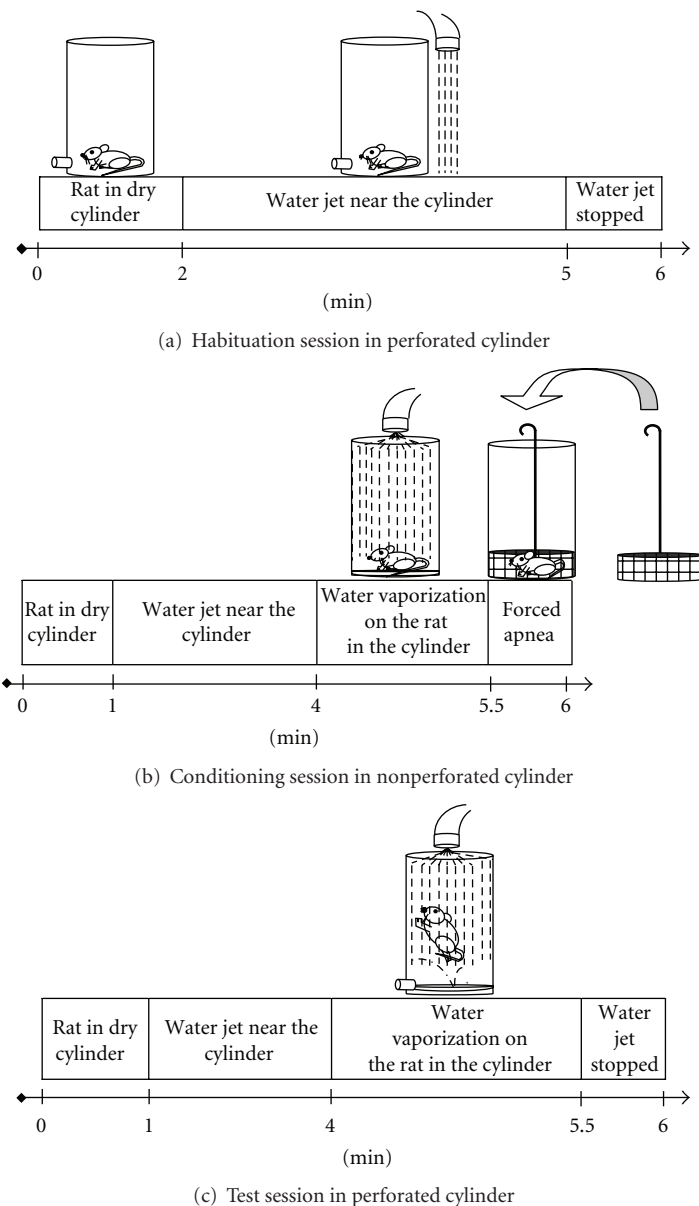 Rat in dry
cylinder
Water jet near the cylinder
Water jet
stopped
0
2
5
6
(min)
(a) Habituation session in perforated cylinder
Rat in dry
cylinder
Water jet near the
cylinder
Water vaporization
on the rat
in the cylinder
Forced
apnea
0
1
4
5.5
6
(min)
(b) Conditioning session in nonperforated cylinder
Rat in dry
cylinder
Water jet near the
cylinder
Water
vaporization on
the rat in the cylinder
Water
jet
stopped
0
1
4
5.5
6
(min)
(c) Test session in perforated cylinder